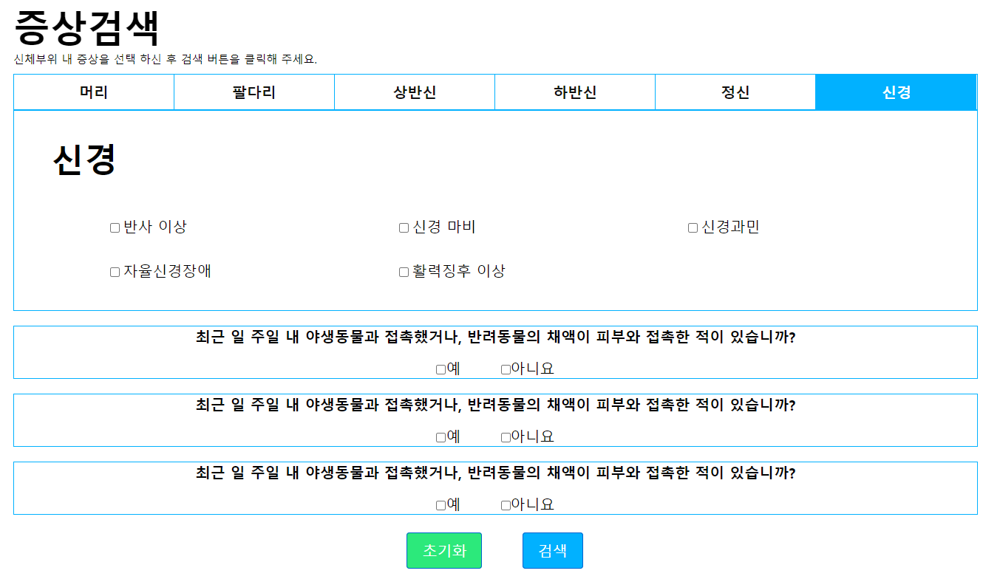 증상검색
신체부위 내 증상을 선택 하신 후 검색 버튼을 클릭해 주세요.
머리 팔다리 상반신 하반신 정신 신경
신경
반사 이상 신경 마비 신경과민
자율신경장애 활력징후 이상
최근 일 주일 내 야생동물과 접촉했거나, 반려동물의 채액이 피부와 접촉한 적이 있습니까?
예 아니요
최근 일 주일 내 야생동물과 접촉했거나, 반려동물의 채액이 피부와 접촉한 적이 있습니까?
예 아니요
최근 일 주일 내 야생동물과 접촉했거나, 반려동물의 채액이 피부와 접촉한 적이 있습니까?
예 아니요
초기화 검색